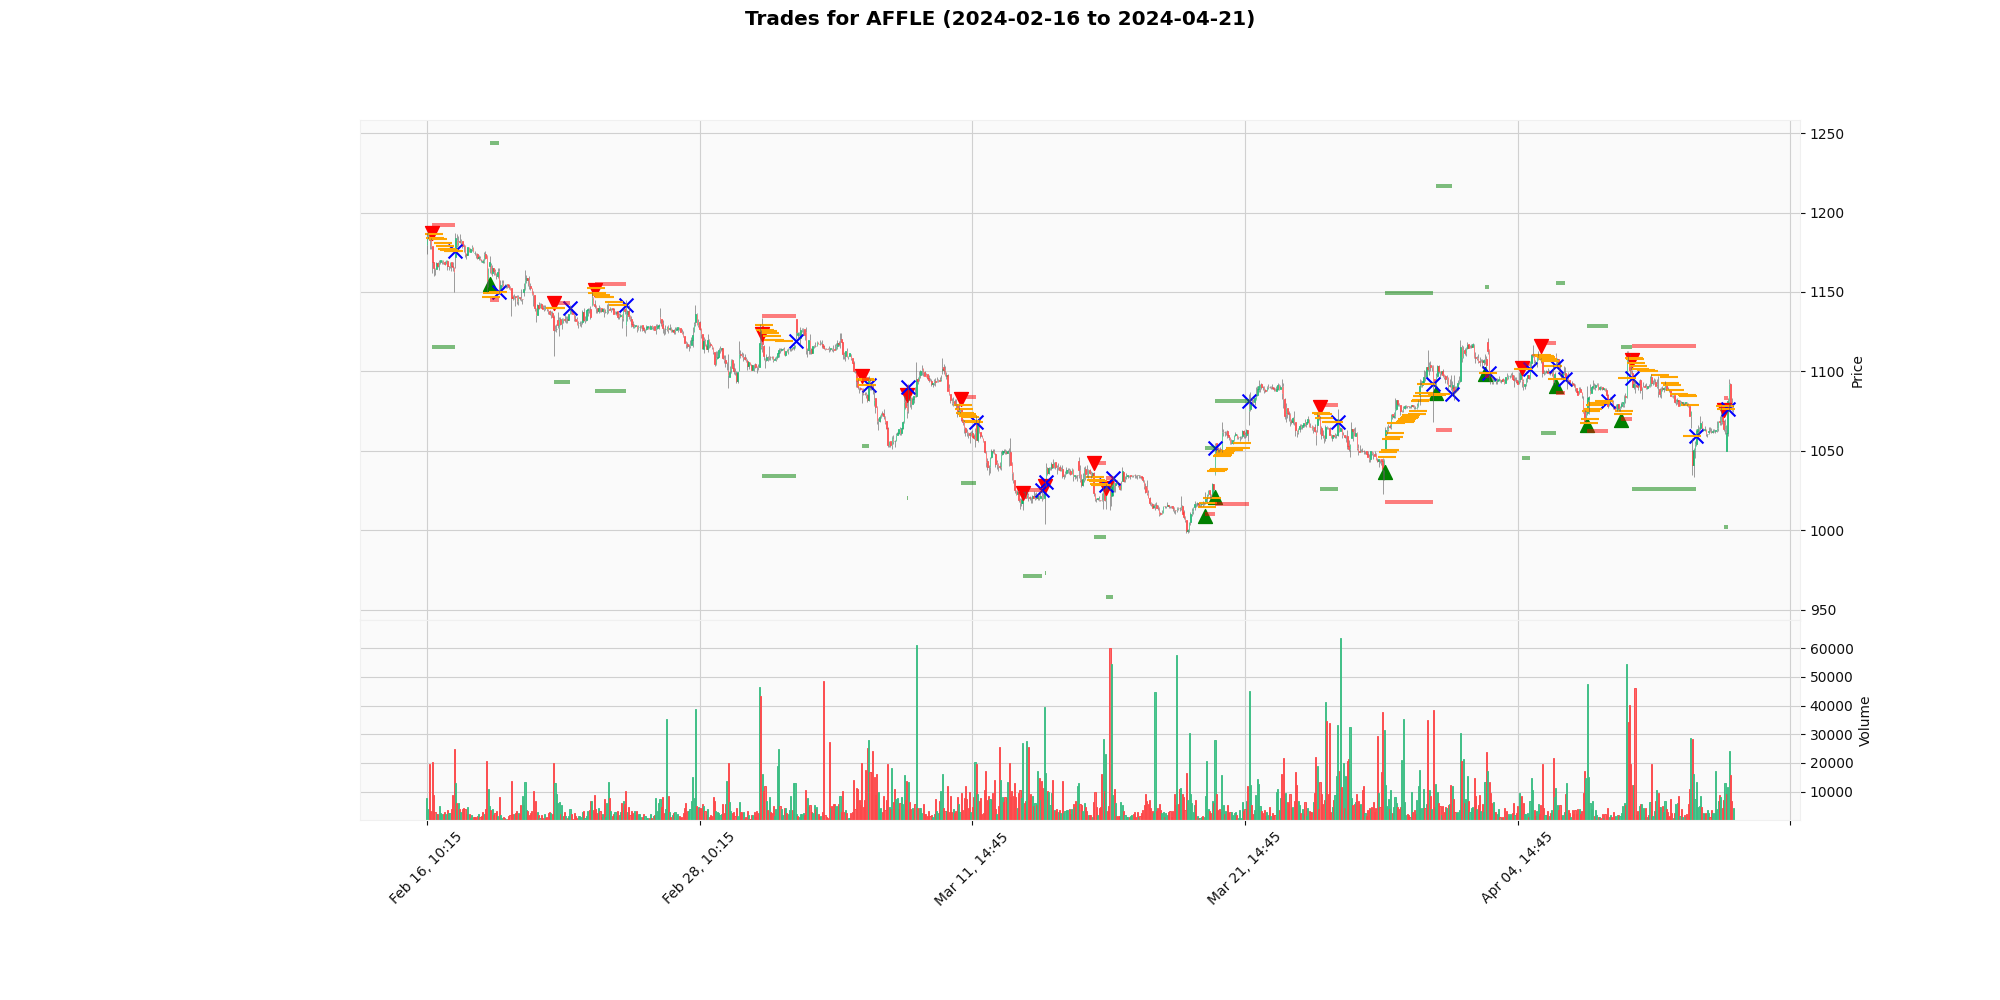 Trades for AFFLE (2024-02-16 to 2024-04-21)
1250
1200
1150
1100
1050
1000
950
Price
60000
50000
40000
30000
20000
10000
Volume
Feb 16, 10:15
Feb 28, 10:15
Mar 11, 14:45
Mar 21, 14:45
Apr 04, 14:45